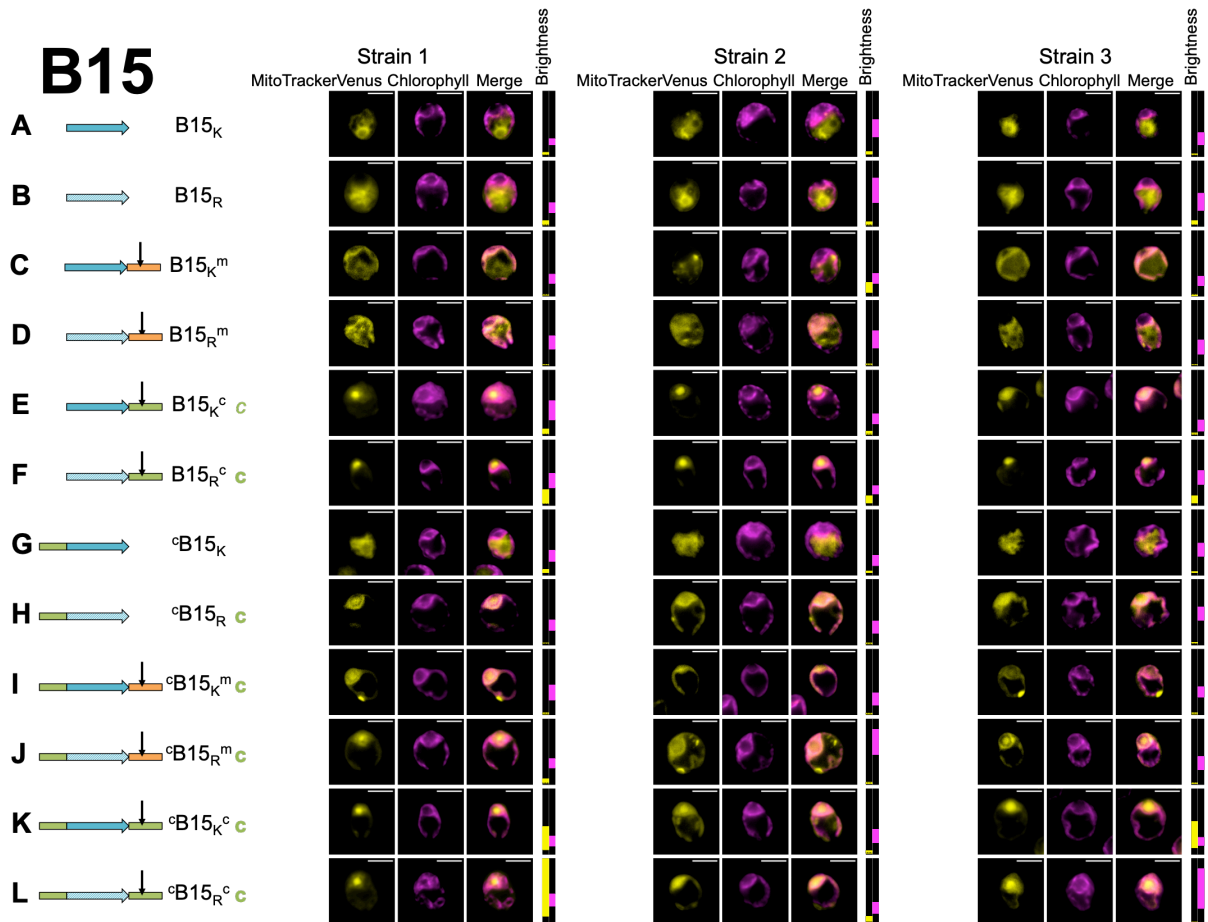 B15
Strain 1
Strain 2
Strain 3
MitoTrackerVenus Chlorophyll Merge Brightness
MitoTrackerVenus Chlorophyll Merge Brightness
MitoTrackerVenus Chlorophyll Merge Brightness
A B15K
B B15R
C B15Km
D B15Rm
E B15Kc c
F B15Rc c
G cB15K
H cB15R c
I cB15Km c
J cB15Rm c
K cB15Kc c
L cB15Rc c